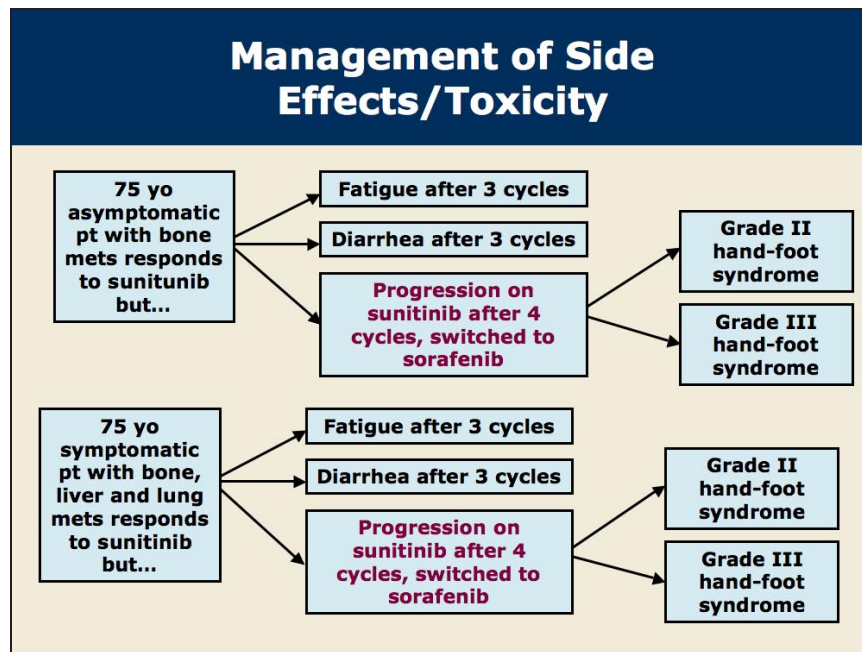 Management of Side
Effects/Toxicity
75 yo
asymptomatic
pt with bone
mets responds
to sunitunib
but...
Fatigue after 3 cycles
Diarrhea after 3 cycles
Progression on
sunitinib after 4
cycles, switched to
sorafenib
Grade II
hand-foot
syndrome
Grade III
hand-foot
syndrome
75 yo
symptomatic
pt with bone,
liver and lung
mets responds
to sunitinib
but...
Fatigue after 3 cycles
Diarrhea after 3 cycles
Progression on
sunitinib after 4
cycles, switched to
sorafenib
Grade II
hand-foot
syndrome
Grade III
hand-foot
syndrome